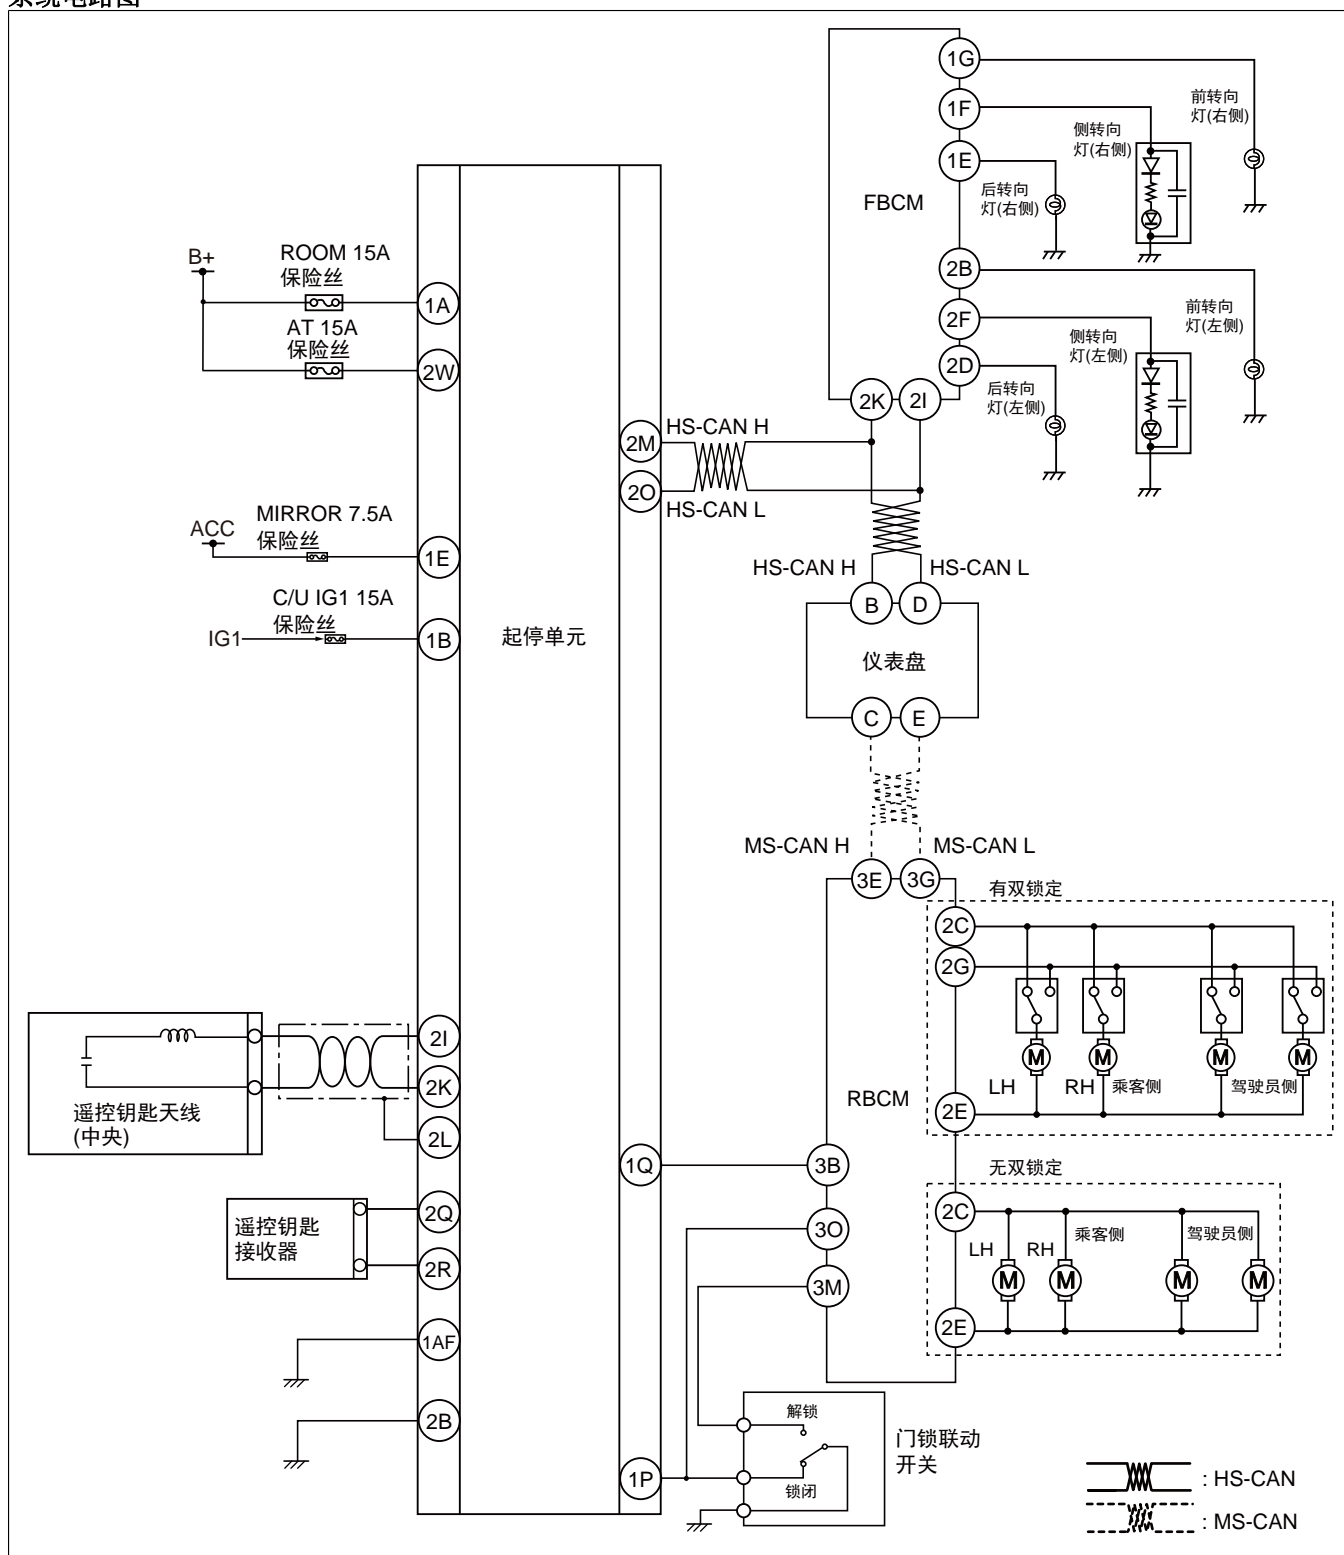 系统电路图
1G
1F
1E
FBCM
2B
2F
2D
2K
2I
前转向
灯(右侧)
侧转向
灯(右侧)
后转向
灯(右侧)
前转向
灯(左侧)
侧转向
灯(左侧)
后转向
灯(左侧)
B+
ROOM 15A
保险丝
1A
AT 15A
保险丝
2W
2M
HS-CAN H
2O
HS-CAN L
ACC
MIRROR 7.5A
保险丝
1E
C/U IG1 15A
保险丝
IG1
1B
起停单元
HS-CAN H
HS-CAN L
B
D
仪表盘
C
E
MS-CAN H
MS-CAN L
3E
3G
有双锁定
2C
2G
M
M
M
M
LH
RH
乘客侧
驾驶员侧
RBCM
2E
2I
2K
2L
遥控钥匙天线
(中央)
1Q
3B
无双锁定
2C
3O
3M
乘客侧
驾驶员侧
LH
RH
M
M
M
M
2E
遥控钥匙
接收器
2Q
2R
1AF
2B
1P
解锁
锁闭
门锁联动
开关
: HS-CAN
: MS-CAN